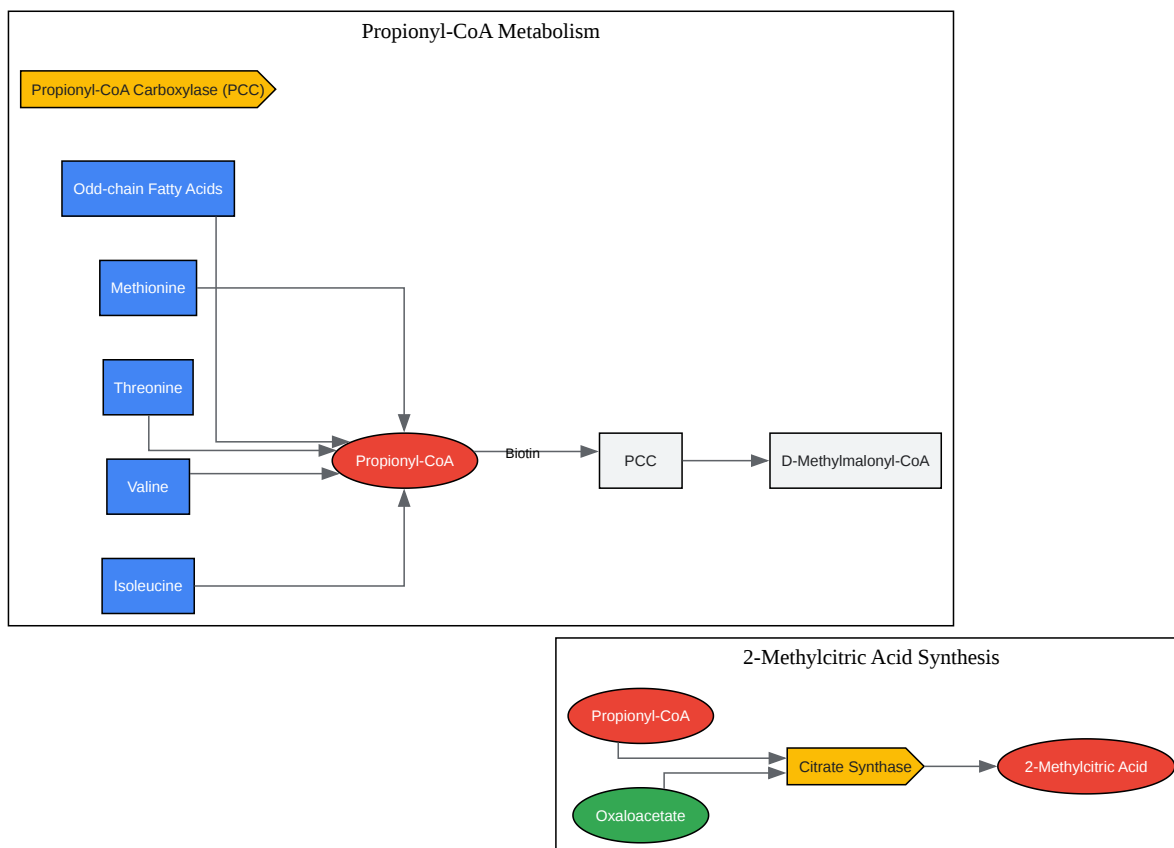 Propionyl-CoA Metabolism
Propionyl-CoA Carboxylase (PCC)
Odd-chain Fatty Acids
Methionine
Threonine
Valine
Isoleucine
Propionyl-CoA
Biotin
PCC
D-Methylmalonyl-CoA
2-Methylcitric Acid Synthesis
Propionyl-CoA
Oxaloacetate
Citrate Synthase
2-Methylcitric Acid